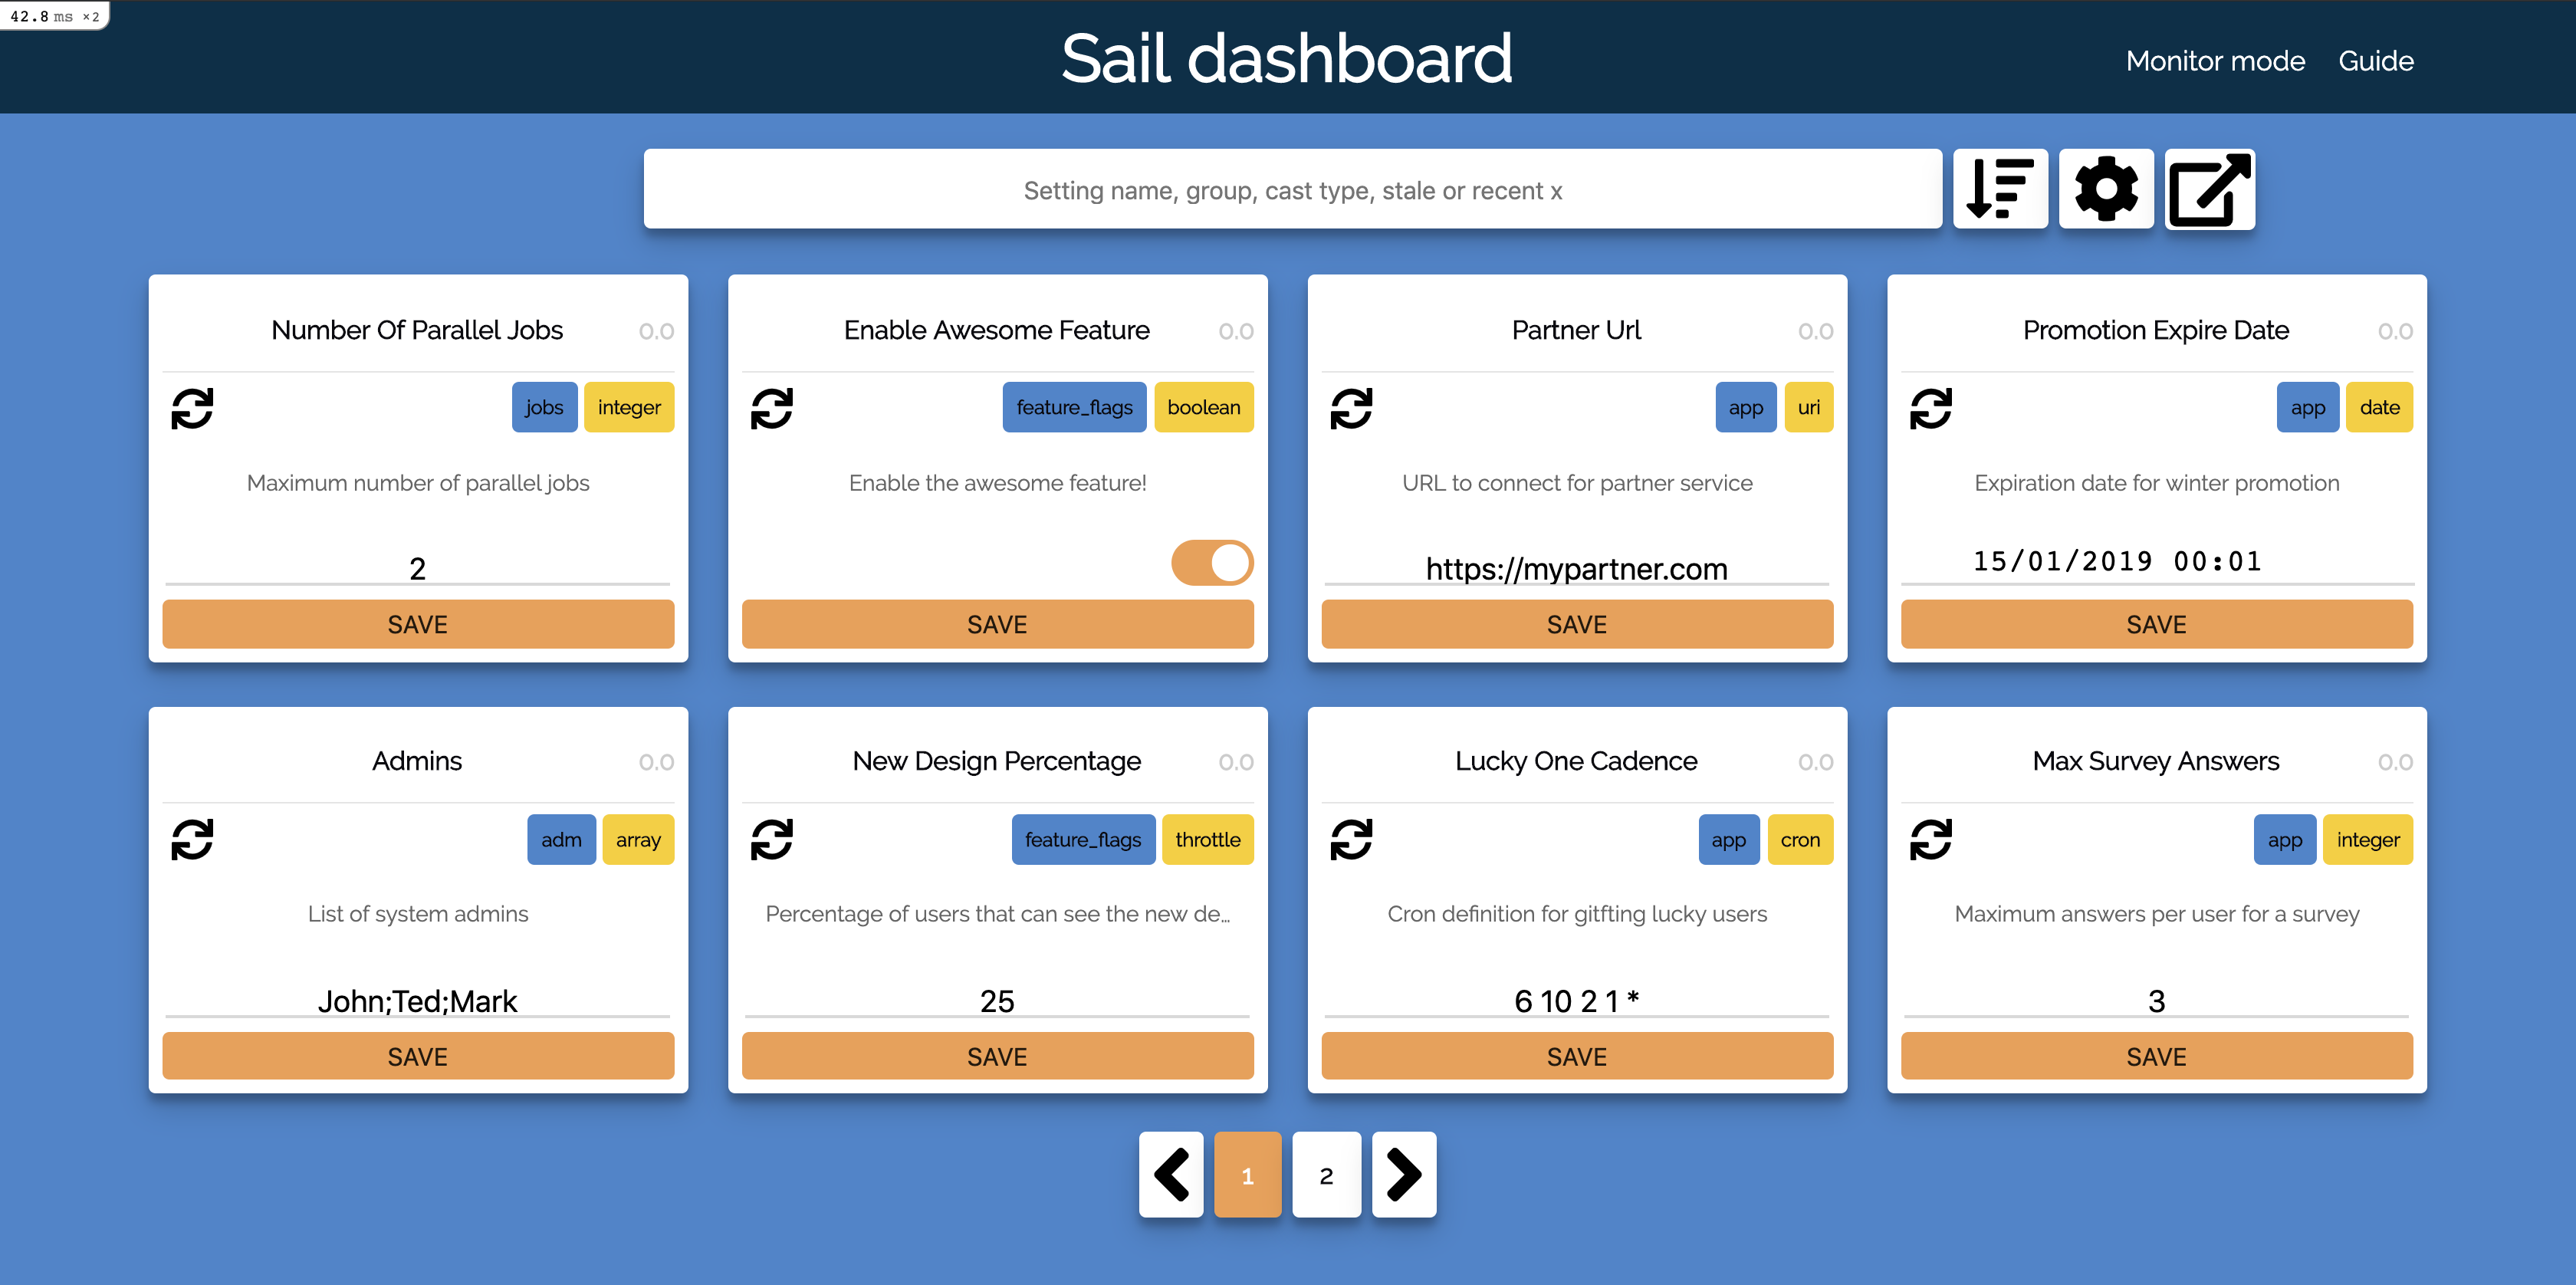 42.8 ms ×2
Sail dashboard
Monitor mode Guide
Setting name, group, cast type, stale or recent x
Number Of Parallel Jobs 0.0
jobs integer
Maximum number of parallel jobs
2
SAVE
Enable Awesome Feature 0.0
feature_flags boolean
Enable the awesome feature!
SAVE
Partner Url 0.0
app uri
URL to connect for partner service
https://mypartner.com
SAVE
Promotion Expire Date 0.0
app date
Expiration date for winter promotion
15/01/2019 00:01
SAVE
Admins 0.0
adm array
List of system admins
John;Ted;Mark
SAVE
New Design Percentage 0.0
feature_flags throttle
Percentage of users that can see the new de...
25
SAVE
Lucky One Cadence 0.0
app cron
Cron definition for gitfting lucky users
6 10 2 1 *
SAVE
Max Survey Answers 0.0
app integer
Maximum answers per user for a survey
3
SAVE
1 2